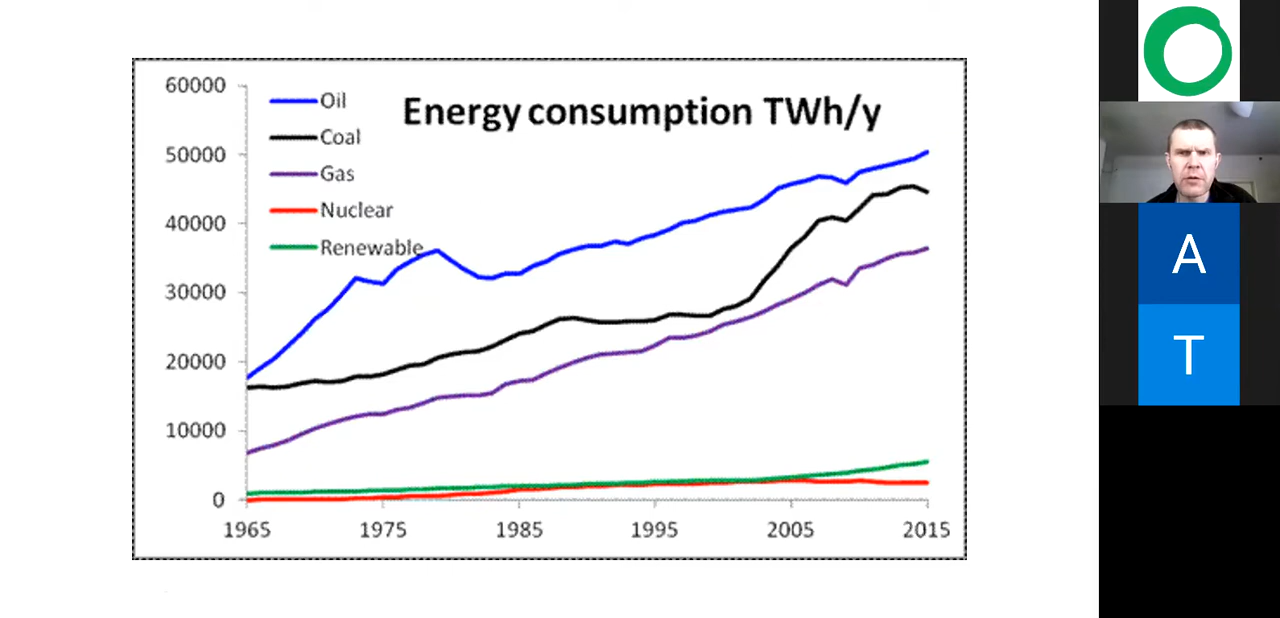 Energy consumption TWh/y
60000
50000
40000
30000
20000
10000
0
Oil
Coal
Gas
Nuclear
Renewable
1965 1975 1985 1995 2005 2015
A
T